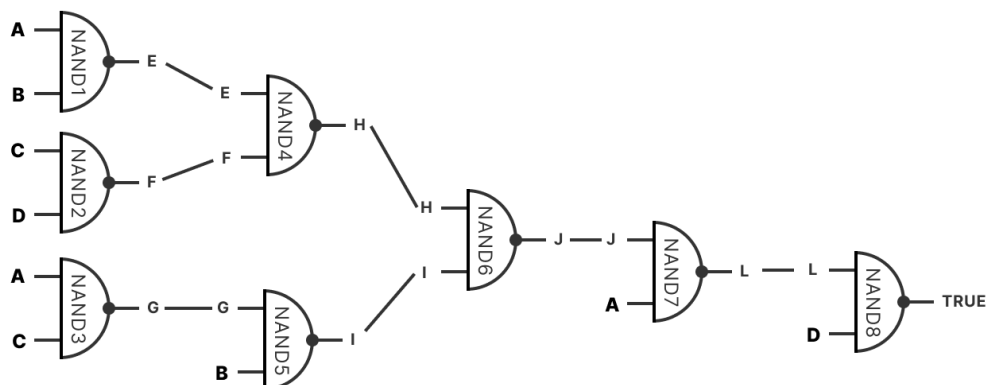 A
B
NAND1
E
E
C
D
NAND2
F
F
NAND4
H
H
A
C
NAND3
G
G
B
NAND5
I
I
NAND6
J
J
A
NAND7
L
L
D
NAND8
TRUE